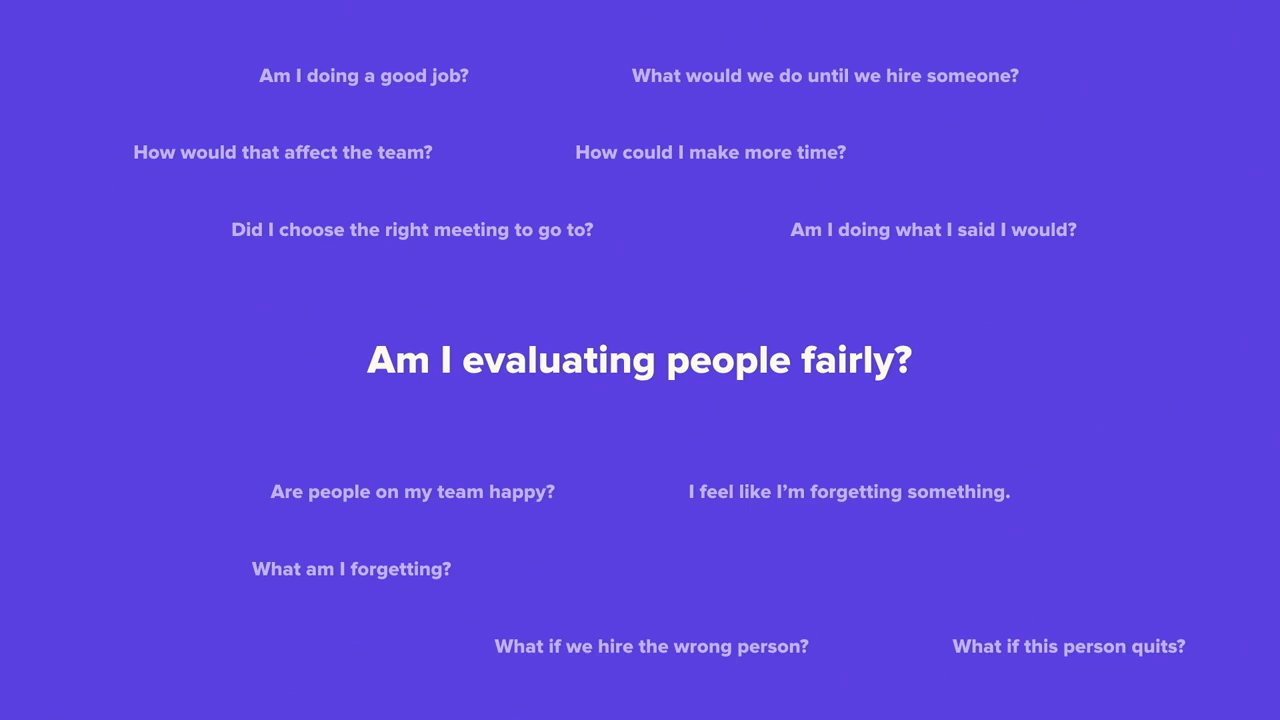 Am I doing a good job?
What would we do until we hire someone?
How would that affect the team?
How could I make more time?
Did I choose the right meeting to go to?
Am I doing what I said I would?
Am I evaluating people fairly?
Are people on my team happy?
I feel like I’m forgetting something.
What am I forgetting?
What if we hire the wrong person?
What if this person quits?